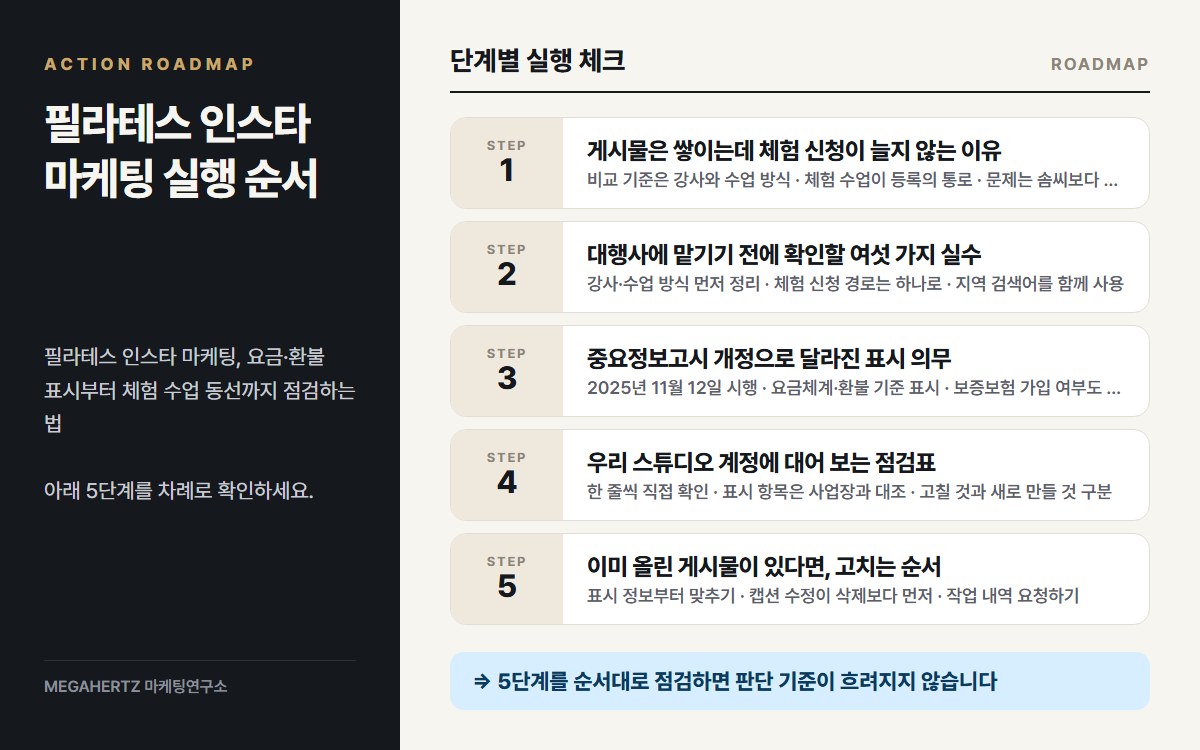 ACTION ROADMAP
필라테스 인스타
마케팅 실행 순서
필라테스 인스타 마케팅, 요금·환불
표시부터 체험 수업 동선까지 점검하는
법
아래 5단계를 차례로 확인하세요.
MEGAHERTZ 마케팅연구소
단계별 실행 체크
ROADMAP
STEP
1
게시물은 쌓이는데 체험 신청이 늘지 않는 이유
비교 기준은 강사와 수업 방식 · 체험 수업이 등록의 통로 · 문제는 솜씨보다 ...
STEP
2
대행사에 맡기기 전에 확인할 여섯 가지 실수
강사·수업 방식 먼저 정리 · 체험 신청 경로는 하나로 · 지역 검색어를 함께 사용
STEP
3
중요정보고시 개정으로 달라진 표시 의무
2025년 11월 12일 시행 · 요금체계·환불 기준 표시 · 보증보험 가입 여부도 ...
STEP
4
우리 스튜디오 계정에 대어 보는 점검표
한 줄씩 직접 확인 · 표시 항목은 사업장과 대조 · 고칠 것과 새로 만들 것 구분
STEP
5
이미 올린 게시물이 있다면, 고치는 순서
표시 정보부터 맞추기 · 캡션 수정이 삭제보다 먼저 · 작업 내역 요청하기
→ 5단계를 순서대로 점검하면 판단 기준이 흐려지지 않습니다